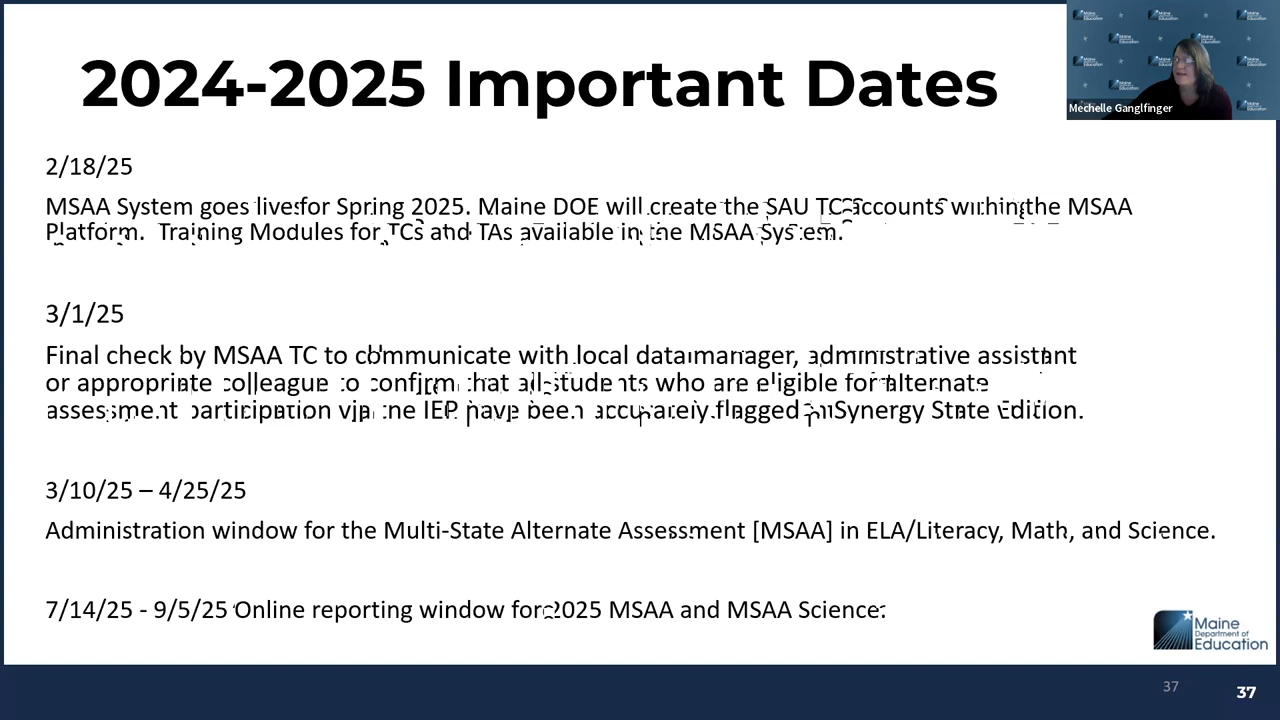 2024-2025 Important Dates
Mechelle Ganglfinger
2/18/25
MSAA System goes live for Spring 2025. Maine DOE will create the SAU TC accounts within the MSAA
Platform. Training Modules for TCs and TAs available in the MSAA System.
3/1/25
Final check by MSAA TC to communicate with local data manager, administrative assistant
or appropriate colleague to confirm that all students who are eligible for alternate
assessment participation via the IEP have been accurately flagged in Synergy State Edition.
3/10/25 – 4/25/25
Administration window for the Multi-State Alternate Assessment [MSAA] in ELA/Literacy, Math, and Science.
7/14/25 - 9/5/25 Online reporting window for 2025 MSAA and MSAA Science.
Maine
Department of
Education
37
37